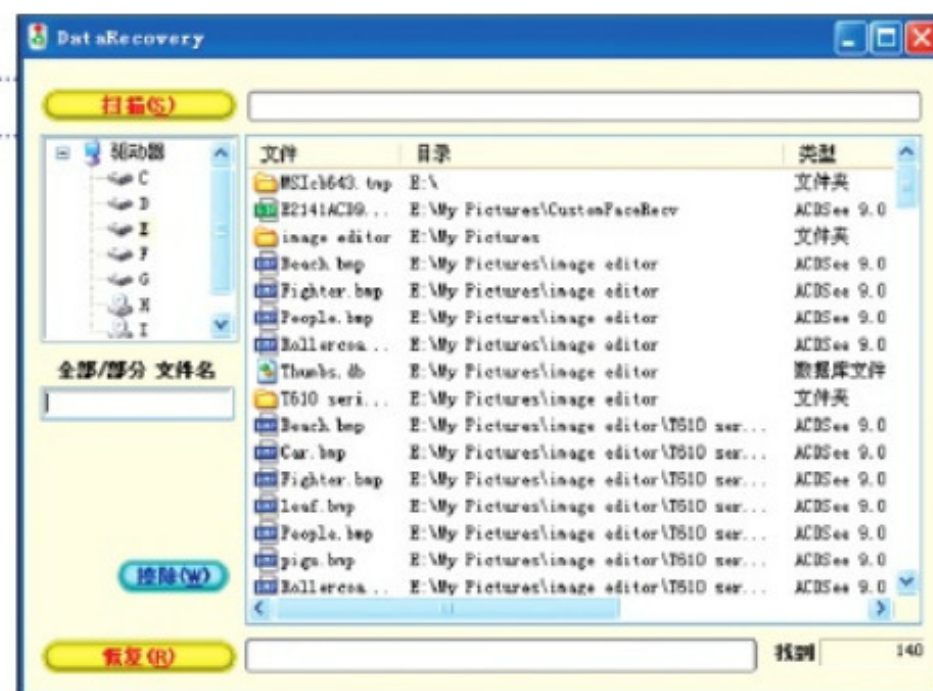 DataRecovery
扫描(S)
驱动器
C
D
E
F
G
H
I
全部/部分 文件名
擦除(W)
恢复(R)
文件 目录 类型
MSIcb643.tmp E:\ 文件夹
E2141ACD9... E:\My Pictures\CustomFaceRecv ACDSee 9.0
image editor E:\My Pictures 文件夹
Beach.bmp E:\My Pictures\image editor ACDSee 9.0
Fighter.bmp E:\My Pictures\image editor ACDSee 9.0
People.bmp E:\My Pictures\image editor ACDSee 9.0
Rollercoa... E:\My Pictures\image editor ACDSee 9.0
Thumbs.db E:\My Pictures\image editor 数据库文件
T610 seri... E:\My Pictures\image editor 文件夹
Beach.bmp E:\My Pictures\image editor\T610 ser... ACDSee 9.0
Car.bmp E:\My Pictures\image editor\T610 ser... ACDSee 9.0
Fighter.bmp E:\My Pictures\image editor\T610 ser... ACDSee 9.0
leaf.bmp E:\My Pictures\image editor\T610 ser... ACDSee 9.0
People.bmp E:\My Pictures\image editor\T610 ser... ACDSee 9.0
pigs.bmp E:\My Pictures\image editor\T610 ser... ACDSee 9.0
Rollercoa... E:\My Pictures\image editor\T610 ser... ACDSee 9.0
找到 140